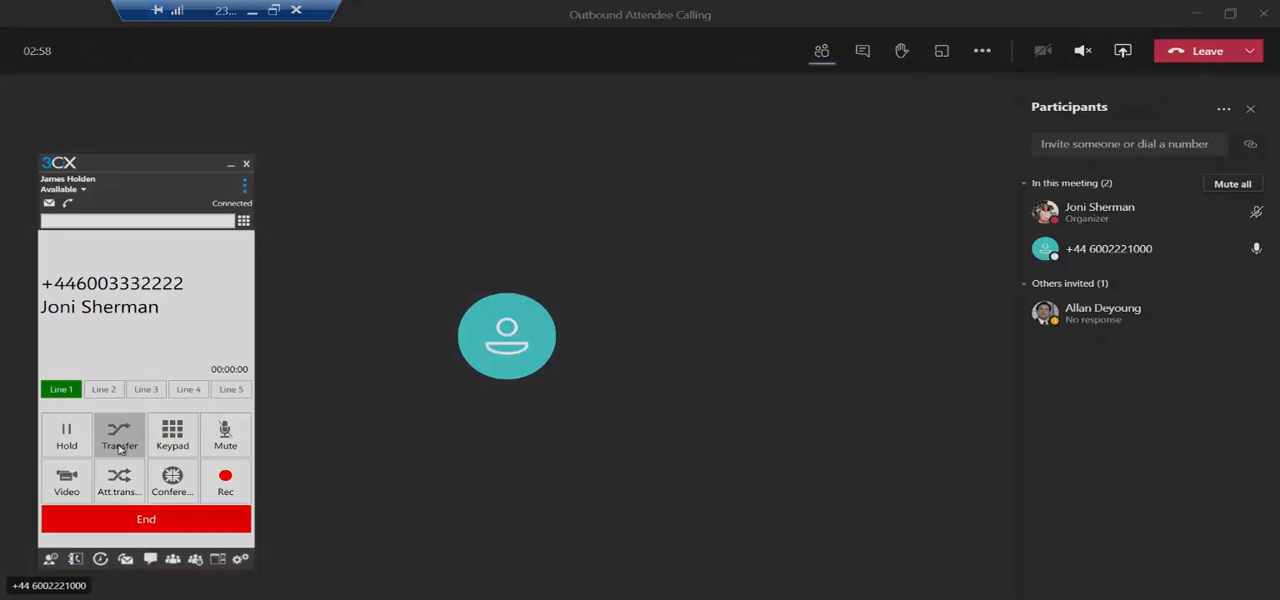 23...
Outbound Attendee Calling
02:58
Leave
Participants
Invite someone or dial a number
In this meeting (2)
Mute all
Joni Sherman
Organizer
+44 6002221000
Others invited (1)
Allan Deyoung
No response
3CX
James Holden
Available
Connected
+446003332222
Joni Sherman
00:00:00
Line 1 Line 2 Line 3 Line 4 Line 5
Hold Transfer Keypad Mute
Video Att.trans... Confere... Rec
End
+44 6002221000